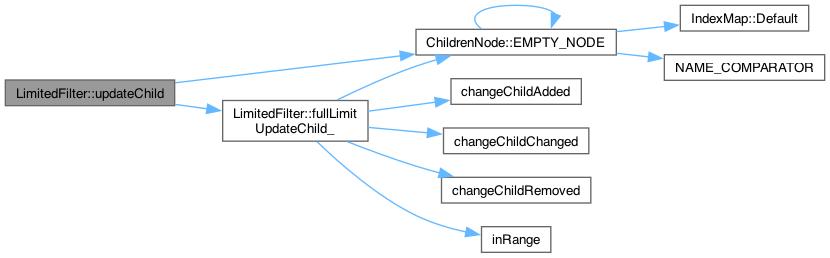 LimitedFilter::updateChild
LimitedFilter::fullLimit
UpdateChild_
ChildrenNode::EMPTY_NODE
changeChildAdded
changeChildChanged
changeChildRemoved
inRange
IndexMap::Default
NAME_COMPARATOR